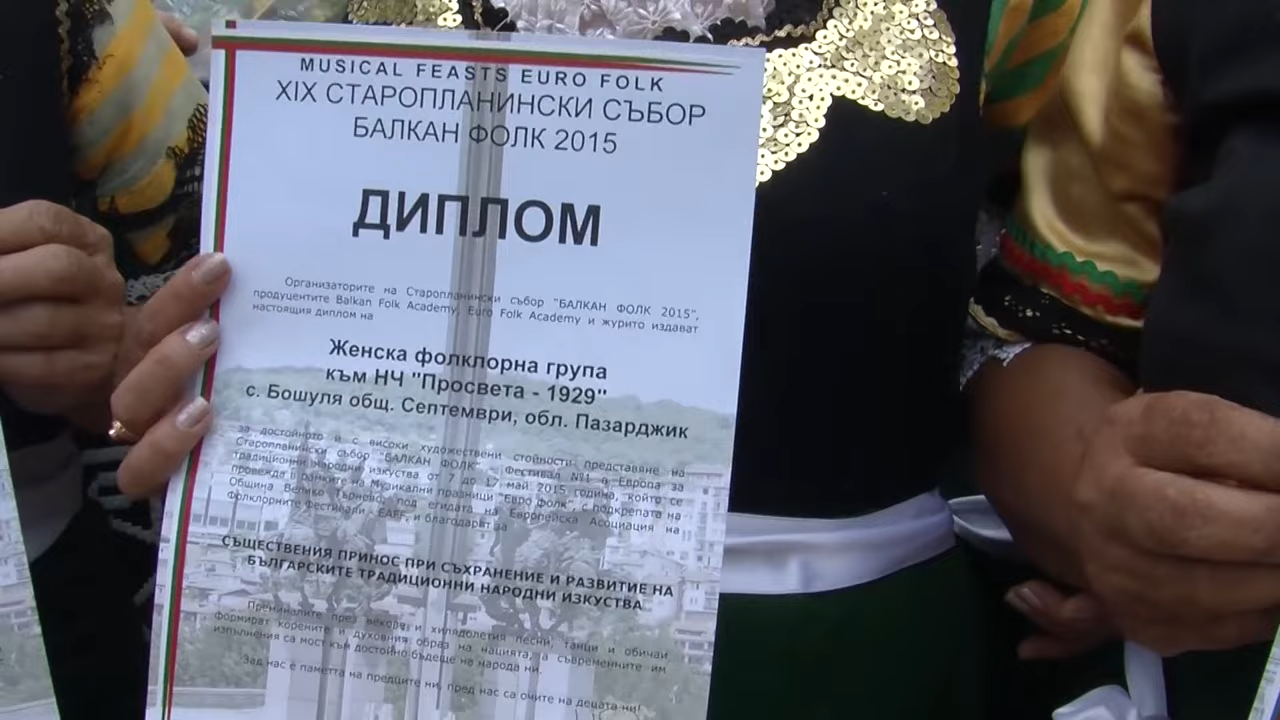 MUSICAL FEASTS EURO FOLK
XIX СТАРОПЛАНИНСКИ СЪБОР
БАЛКАН ФОЛК 2015
ДИПЛОМ
Организаторите на Старопланински събор "БАЛКАН ФОЛК 2015",
продуцентите Balkan Folk Academy, Euro Folk Academy и журито издават
настоящия диплом на
Женска фолклорна група
към НЧ "Просвета - 1929"
с. Бошуля общ. Септември, обл. Пазарджик
за достойното и с високи художествени стойности представяне на
Старопланински събор "БАЛКАН ФОЛК" - Фестивал №1 в Европа за
традиционни народни изкуства от 7 до 17 май 2015 година, който се
провежда в рамките на Музикални празници "Евро фолк", с подкрепата на
Община Велико Търново, под егидата на Европейска Асоциация на
Фолклорните Фестивали - EAFF, и благодарат за
СЪЩЕСТВЕНИЯ ПРИНОС ПРИ СЪХРАНЕНИЕ И РАЗВИТИЕ НА
БЪЛГАРСКИТЕ ТРАДИЦИОННИ НАРОДНИ ИЗКУСТВА
Преминалите през векове и хилядолетия песни, танци и обичаи
формират корените и духовния образ на нацията, а съвременните им
изпълнения са мост към достойно бъдеще на народа ни.
Зад нас е паметта на предците ни, пред нас са очите на децата ни!